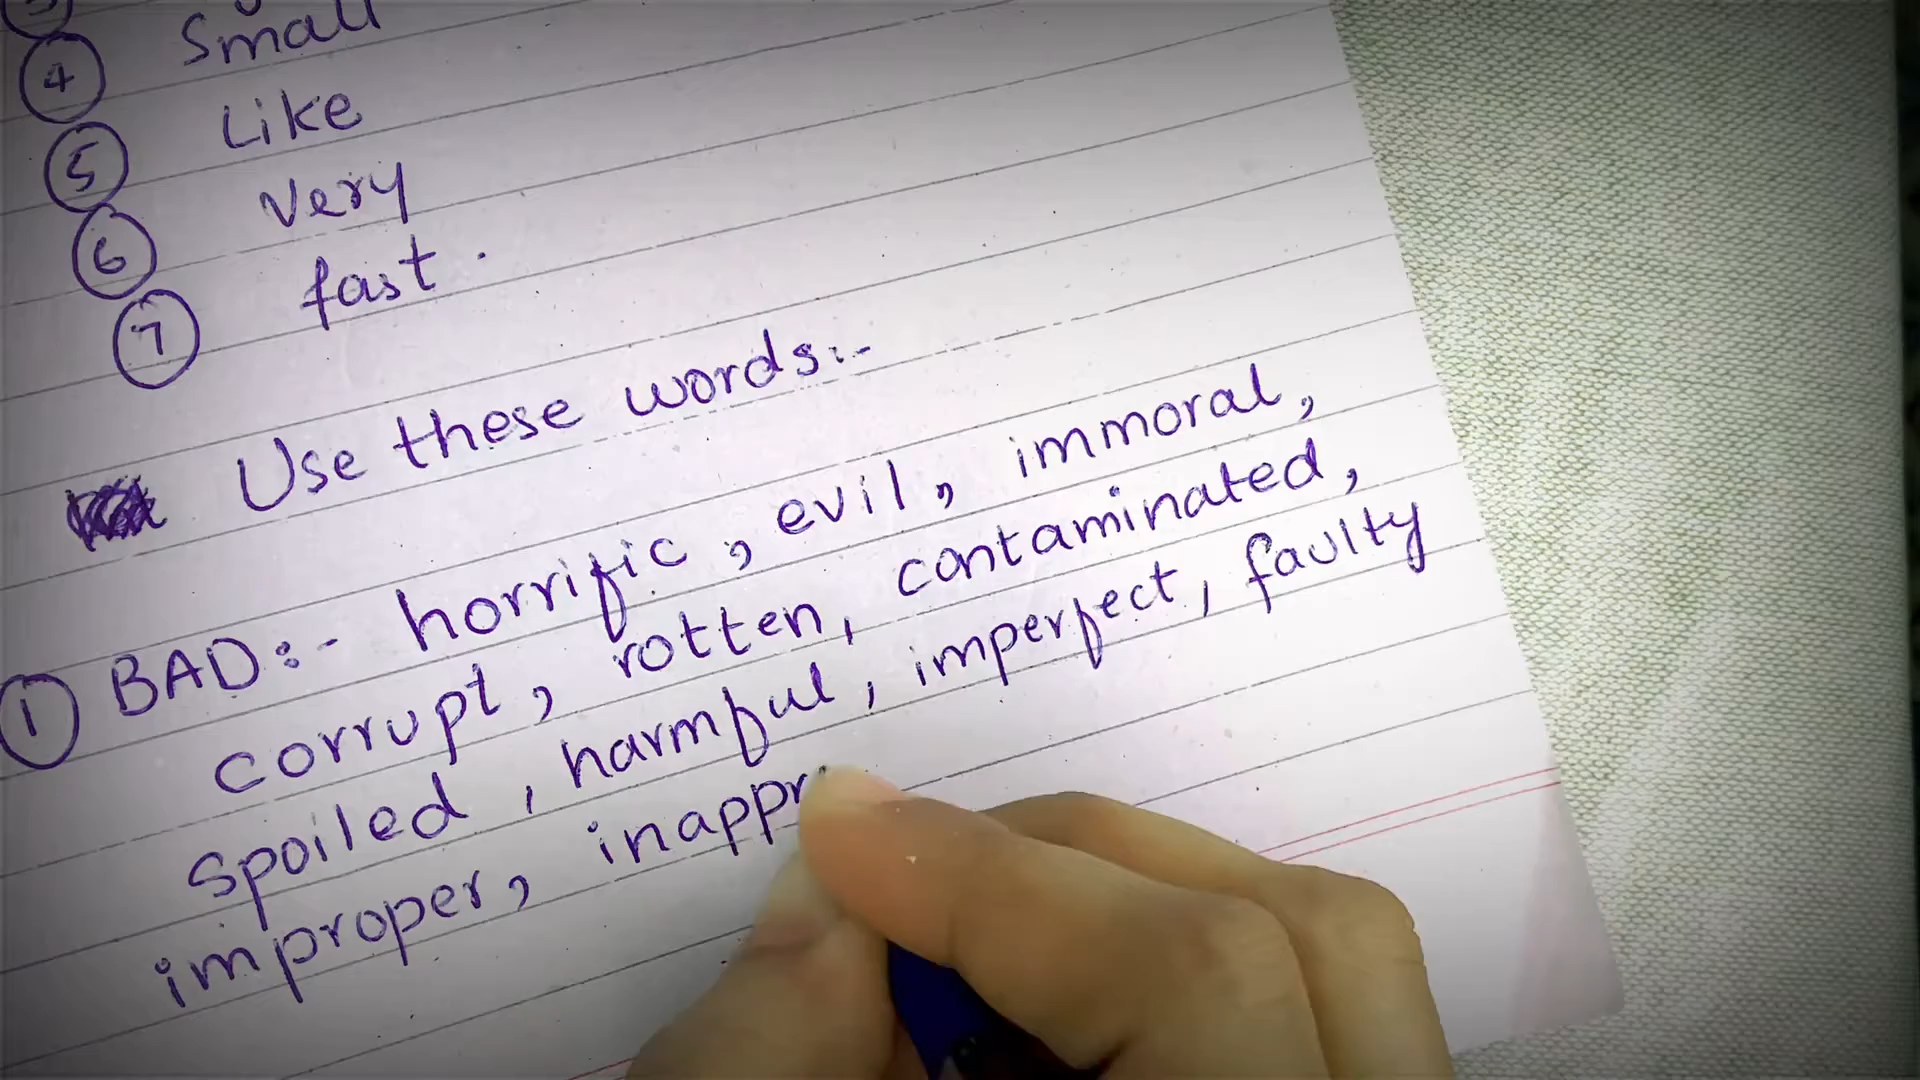 ④ Small
⑤ Like
⑥ Very
⑦ fast.
Use these words:-
① BAD:- horrific, evil, immoral,
corrupt, rotten, contaminated,
Spoiled, harmful, imperfect, faulty
improper, inappr